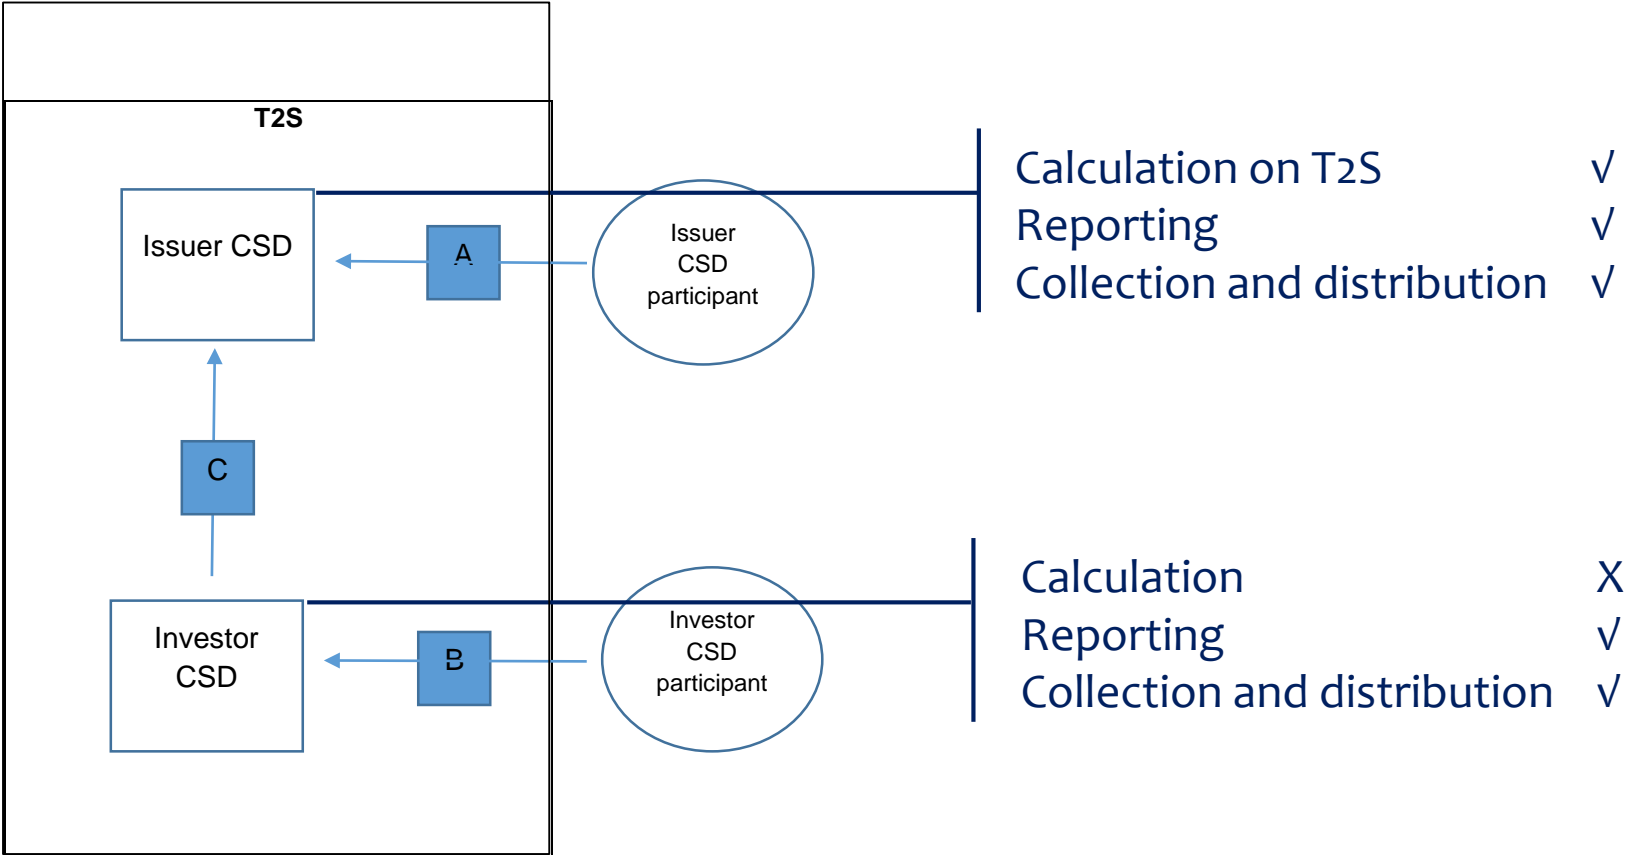 T2S
Issuer CSD
A
Issuer
CSD
participant
Calculation on T2S √
Reporting √
Collection and distribution √
C
Investor
CSD
B
Investor
CSD
participant
Calculation X
Reporting √
Collection and distribution √